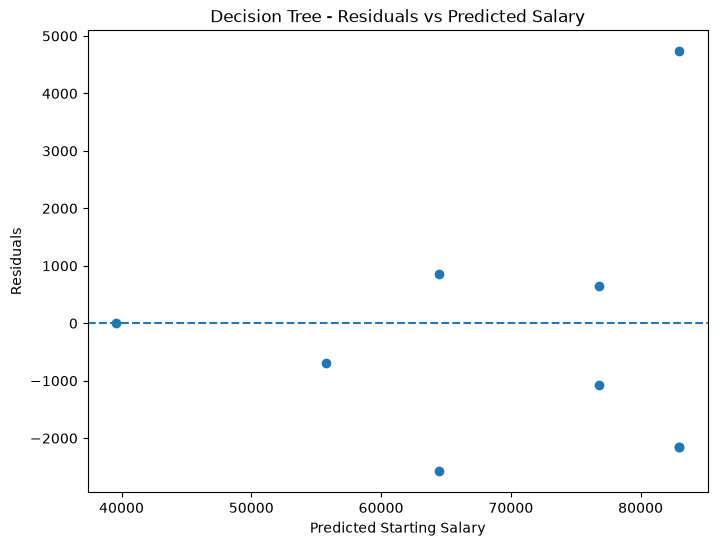 Decision Tree - Residuals vs Predicted Salary
5000
4000
3000
2000
1000
0
−1000
−2000
Residuals
40000 50000 60000 70000 80000
Predicted Starting Salary